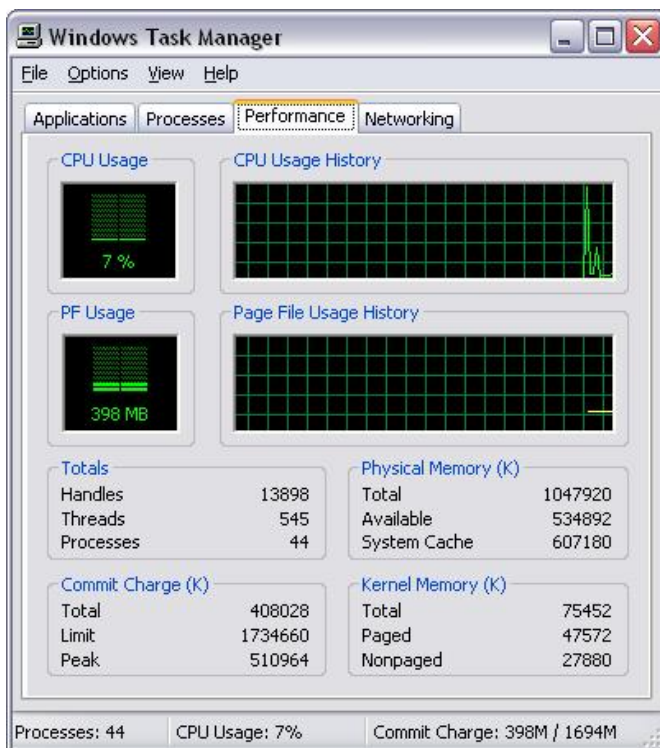 Windows Task Manager
File Options View Help
Applications Processes Performance Networking
CPU Usage CPU Usage History
7 %
PF Usage Page File Usage History
398 MB
Totals Physical Memory (K)
Handles 13898 Total 1047920
Threads 545 Available 534892
Processes 44 System Cache 607180
Commit Charge (K) Kernel Memory (K)
Total 408028 Total 75452
Limit 1734660 Paged 47572
Peak 510964 Nonpaged 27880
Processes: 44 CPU Usage: 7% Commit Charge: 398M / 1694M